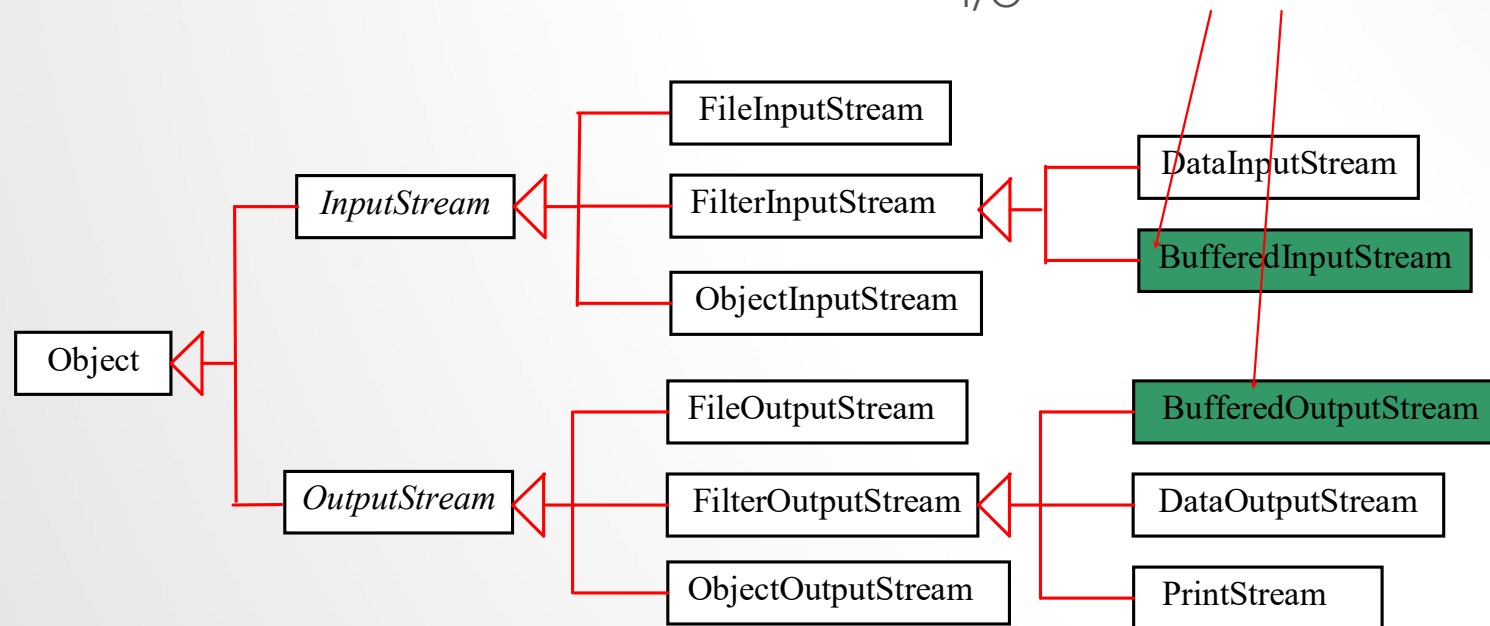 I/O
FileInputStream
DataInputStream
InputStream
FilterInputStream
BufferedInputStream
ObjectInputStream
Object
FileOutputStream
BufferedOutputStream
OutputStream
FilterOutputStream
DataOutputStream
ObjectOutputStream
PrintStream